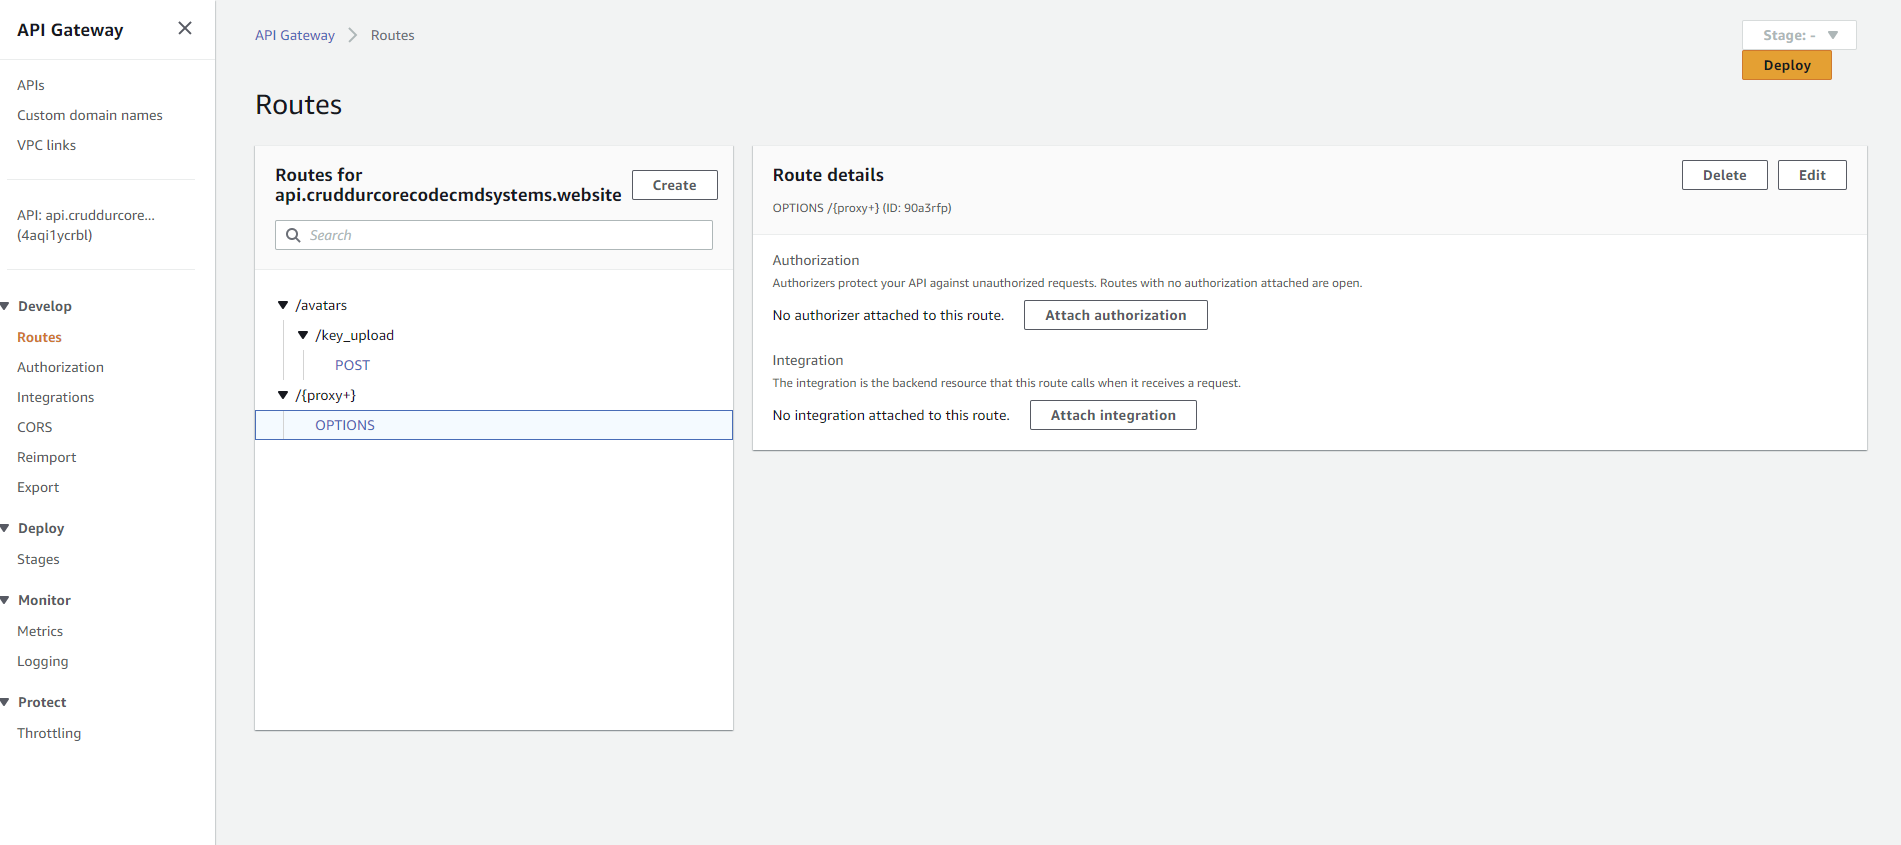 API Gateway
APIs
Custom domain names
VPC links
API: api.cruddurcore...
(4aqi1ycrbl)
Develop
Routes
Authorization
Integrations
CORS
Reimport
Export
Deploy
Stages
Monitor
Metrics
Logging
Protect
Throttling
API Gateway
Routes
Stage: -
Deploy
Routes
Routes for
api.cruddurcorecodecmdsystems.website
Create
Search
/avatars
/key_upload
POST
/{proxy+}
OPTIONS
Route details
Delete
Edit
OPTIONS /{proxy+} (ID: 90a3rfp)
Authorization
Authorizers protect your API against unauthorized requests. Routes with no authorization attached are open.
No authorizer attached to this route.
Attach authorization
Integration
The integration is the backend resource that this route calls when it receives a request.
No integration attached to this route.
Attach integration